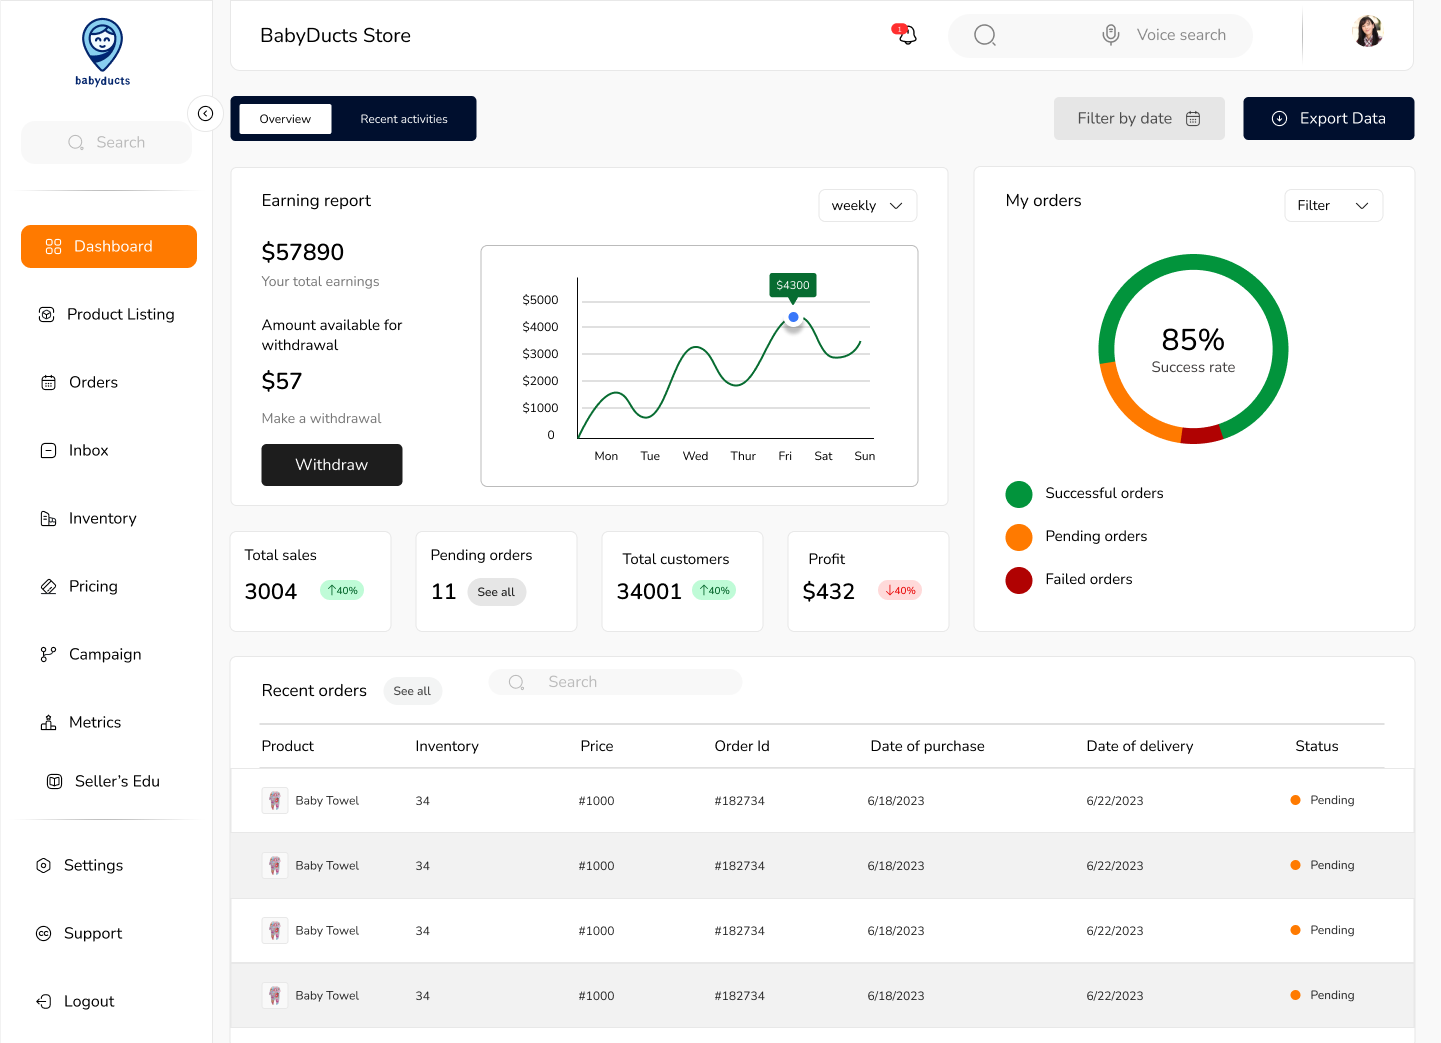 babyducts
Search
Dashboard
Product Listing
Orders
Inbox
Inventory
Pricing
Campaign
Metrics
Seller’s Edu
Settings
Support
Logout
BabyDucts Store
1
Voice search
Overview
Recent activities
Filter by date
Export Data
Earning report
weekly
$57890
Your total earnings
Amount available for
withdrawal
$57
Make a withdrawal
Withdraw
$4300
$5000
$4000
$3000
$2000
$1000
0
Mon Tue Wed Thur Fri Sat Sun
My orders
Filter
85%
Success rate
Successful orders
Pending orders
Failed orders
Total sales
3004 ↑40%
Pending orders
11 See all
Total customers
34001 ↑40%
Profit
$432 ↓40%
Recent orders See all Search
Product Inventory Price Order Id Date of purchase Date of delivery Status
Baby Towel 34 #1000 #182734 6/18/2023 6/22/2023 Pending
Baby Towel 34 #1000 #182734 6/18/2023 6/22/2023 Pending
Baby Towel 34 #1000 #182734 6/18/2023 6/22/2023 Pending
Baby Towel 34 #1000 #182734 6/18/2023 6/22/2023 Pending